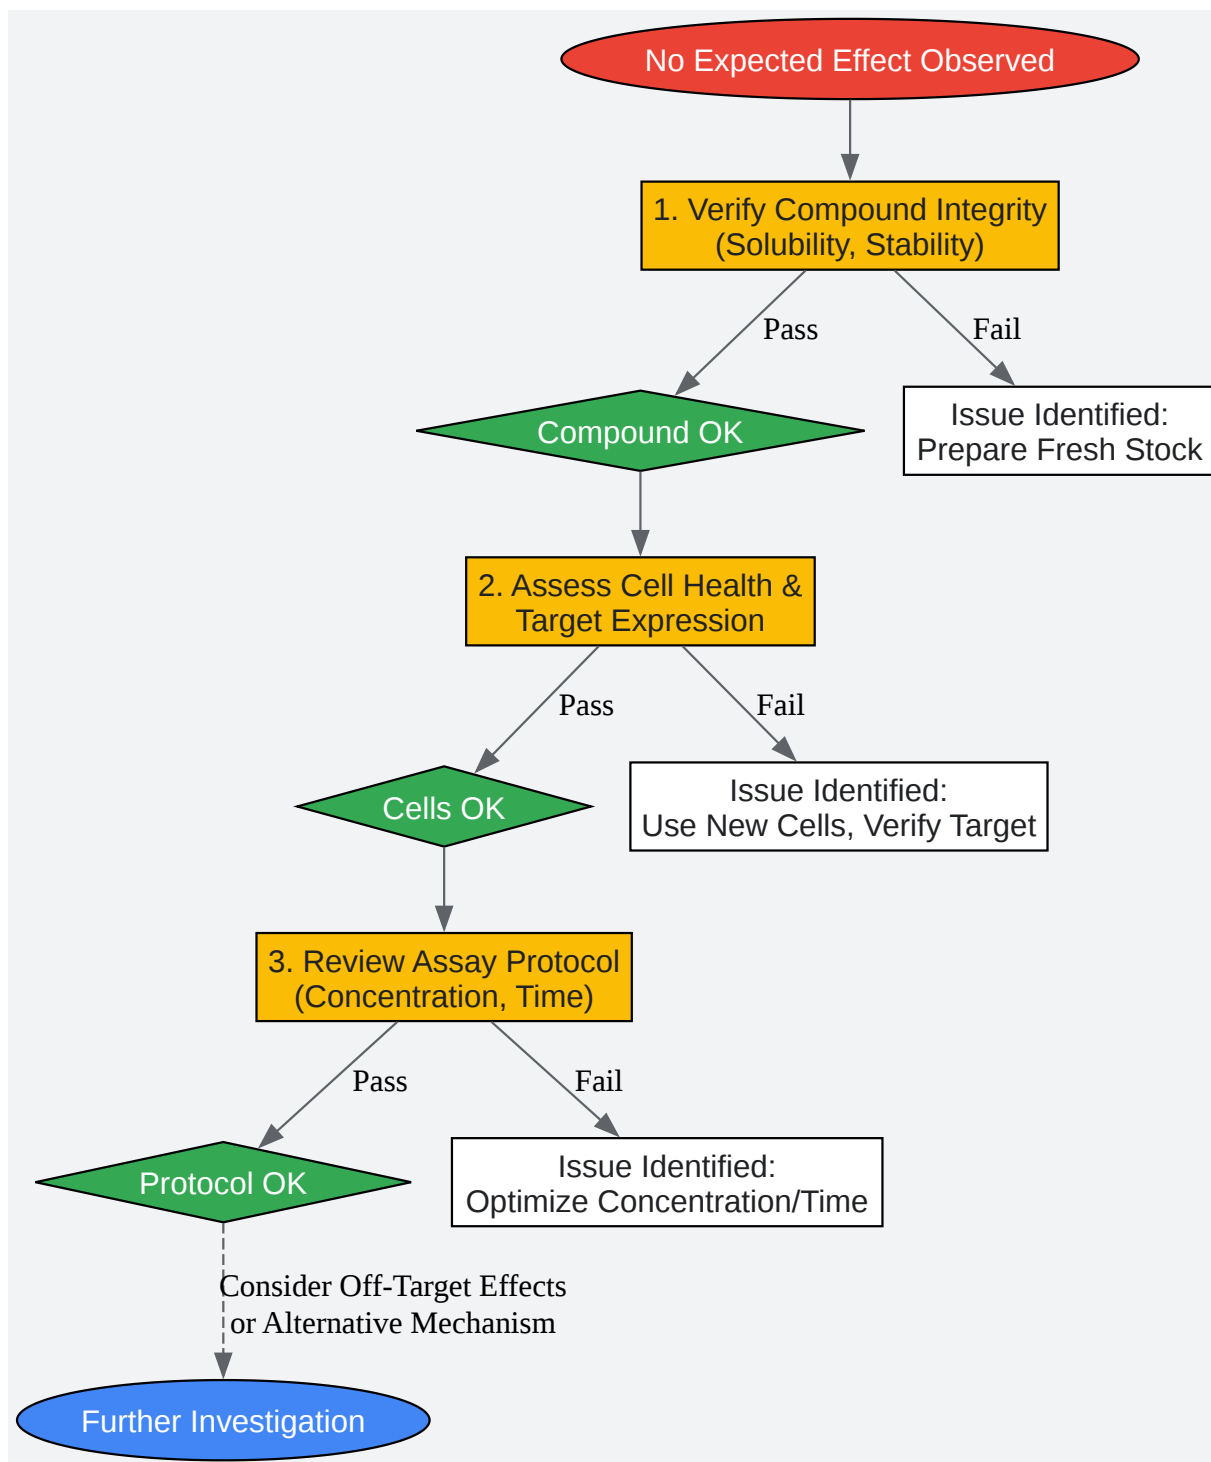 No Expected Effect Observed
1. Verify Compound Integrity
(Solubility, Stability)
Pass
Fail
Compound OK
Issue Identified:
Prepare Fresh Stock
2. Assess Cell Health &
Target Expression
Pass
Fail
Cells OK
Issue Identified:
Use New Cells, Verify Target
3. Review Assay Protocol
(Concentration, Time)
Pass
Fail
Protocol OK
Issue Identified:
Optimize Concentration/Time
Consider Off-Target Effects
or Alternative Mechanism
Further Investigation